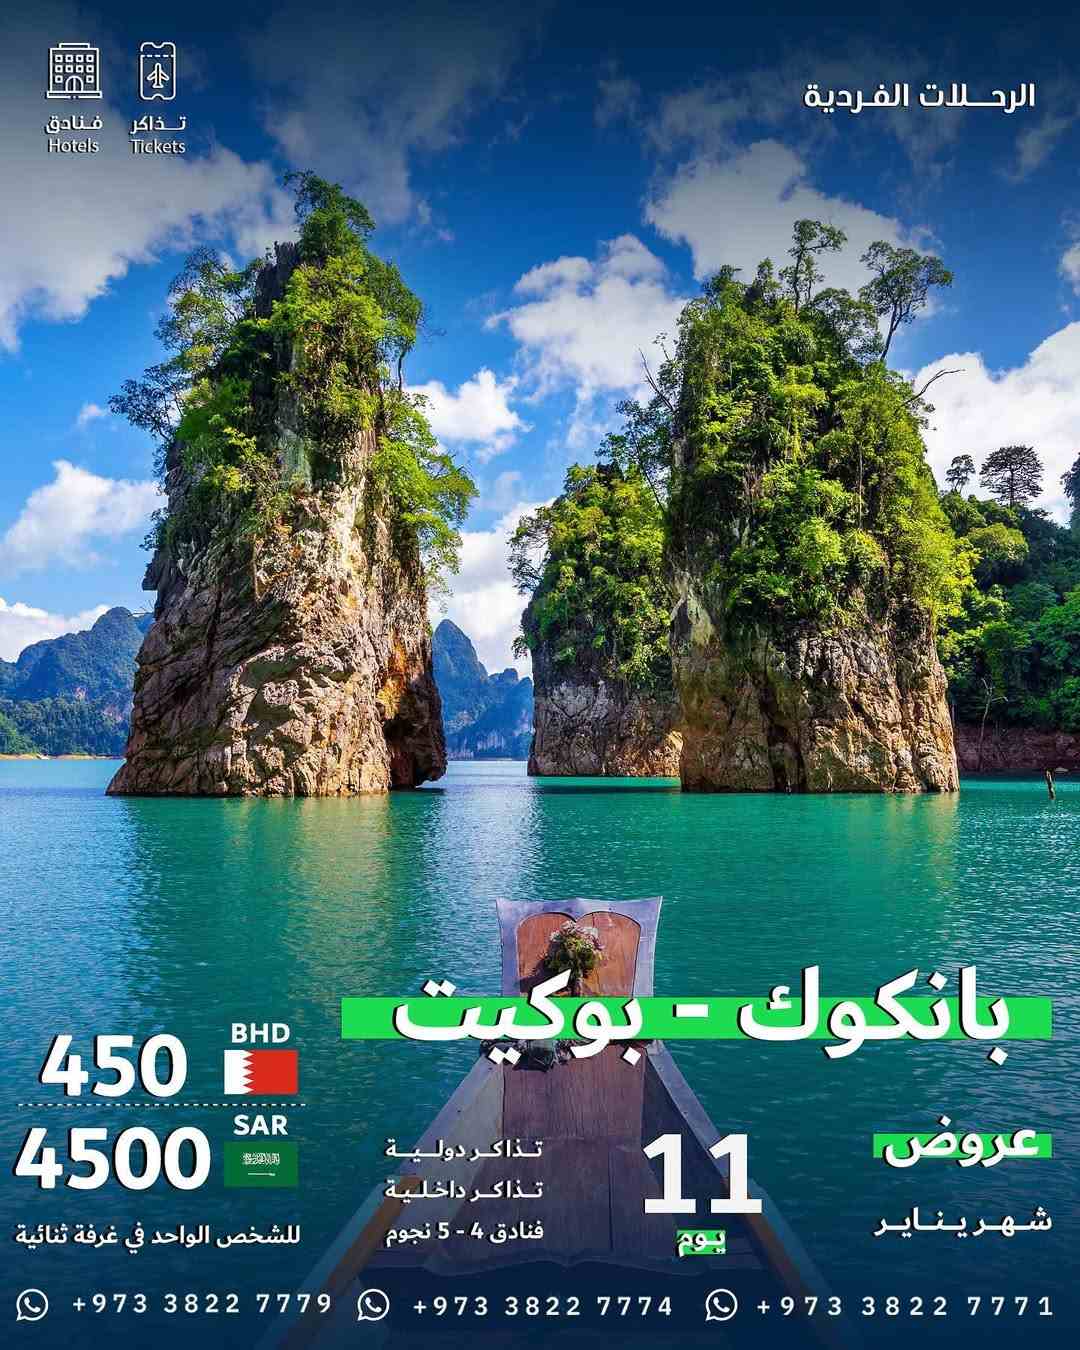 الرحلات الفردية
تذاكر
Tickets
فنادق
Hotels
بانكوك - بوكيت
عروض
شهر يناير
11
يوم
تذاكر دولية
تذاكر داخلية
فنادق 4 - 5 نجوم
BHD
450
SAR
4500
للشخص الواحد في غرفة ثنائية
+973 3822 7779
+973 3822 7774
+973 3822 7771